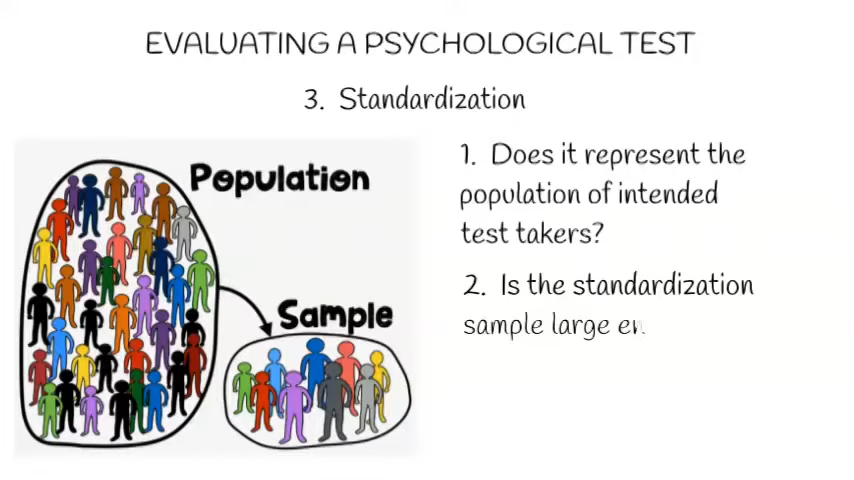 EVALUATING A PSYCHOLOGICAL TEST
3. Standardization
Population
Sample
1. Does it represent the
population of intended
test takers?
2. Is the standardization
sample large en